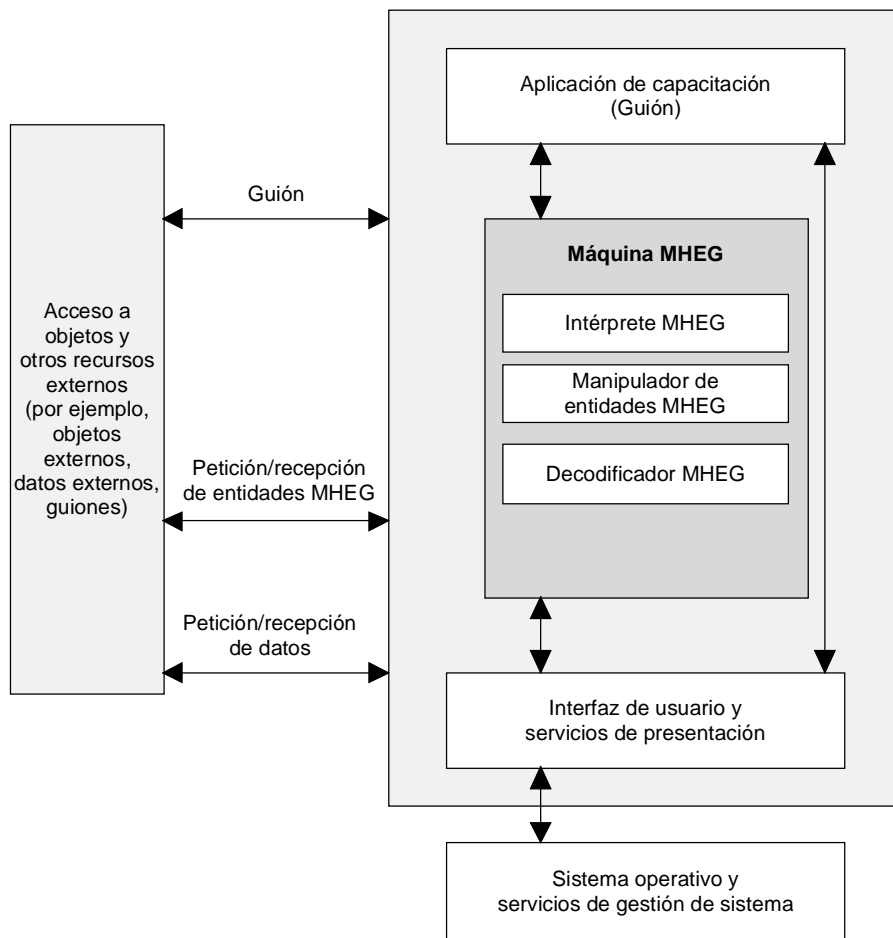 Aplicación de capacitación
(Guión)
Guión
Máquina MHEG
Intérprete MHEG
Manipulador de
entidades MHEG
Decodificador MHEG
Acceso a
objetos y
otros recursos
externos
(por ejemplo,
objetos
externos,
datos externos,
guiones)
Petición/recepción
de entidades MHEG
Petición/recepción
de datos
Interfaz de usuario y
servicios de presentación
Sistema operativo y
servicios de gestión de sistema